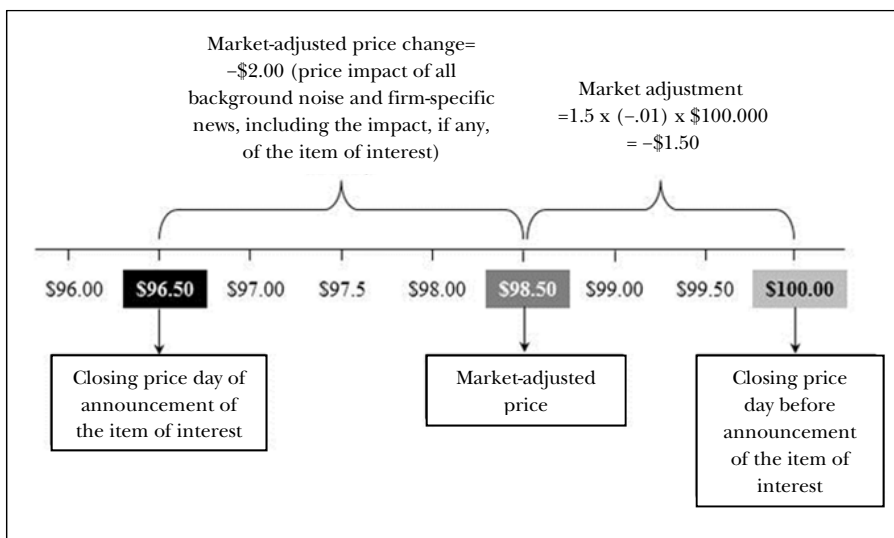 Market-adjusted price change=
–$2.00 (price impact of all
background noise and firm-specific
news, including the impact, if any,
of the item of interest)
Market adjustment
=1.5 x (–.01) x $100.000
= –$1.50
$96.00 $96.50 $97.00 $97.5 $98.00 $98.50 $99.00 $99.50 $100.00
Closing price day of
announcement of
the item of interest
Market-adjusted
price
Closing price
day before
announcement
of the item of
interest